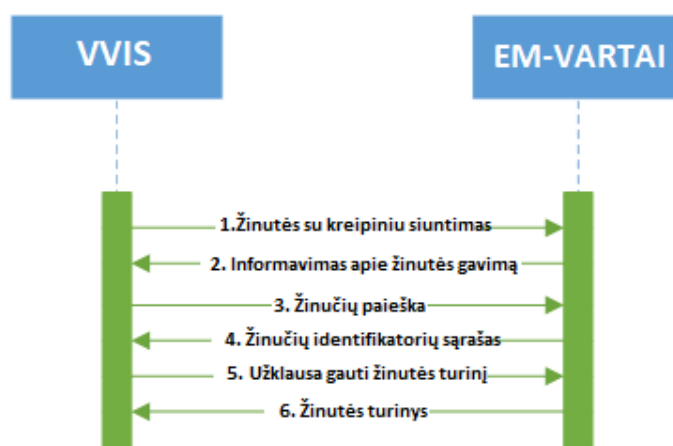 VVIS
EM-VARTAI
1.Žinutės su kreipiniu siuntimas
2. Informavimas apie žinutės gavimą
3. Žinučių paieška
4. Žinučių identifikatorių sąrašas
5. Užklausa gauti žinutės turinį
6. Žinutės turinys